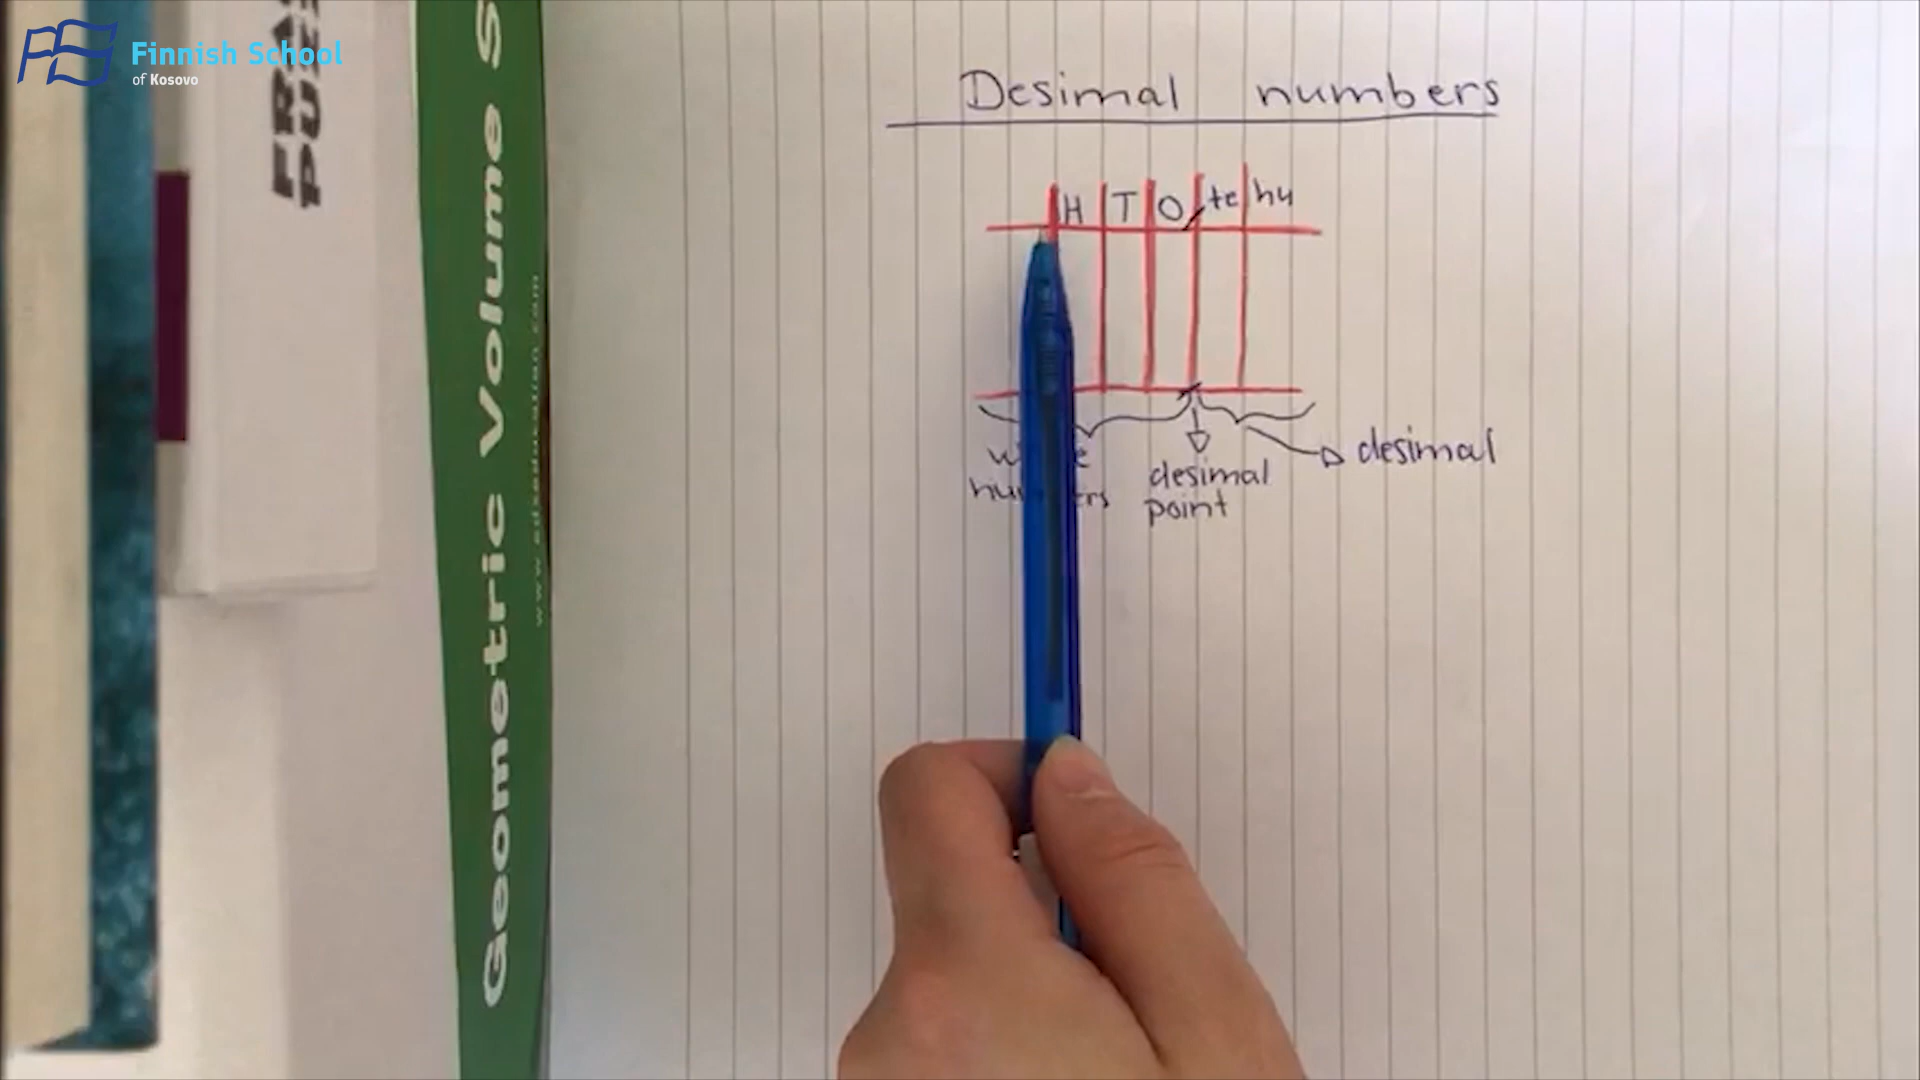 Finnish School
of Kosovo
Geometric Volume S
Desimal numbers
H T O, te hu
desimal
point
desimal